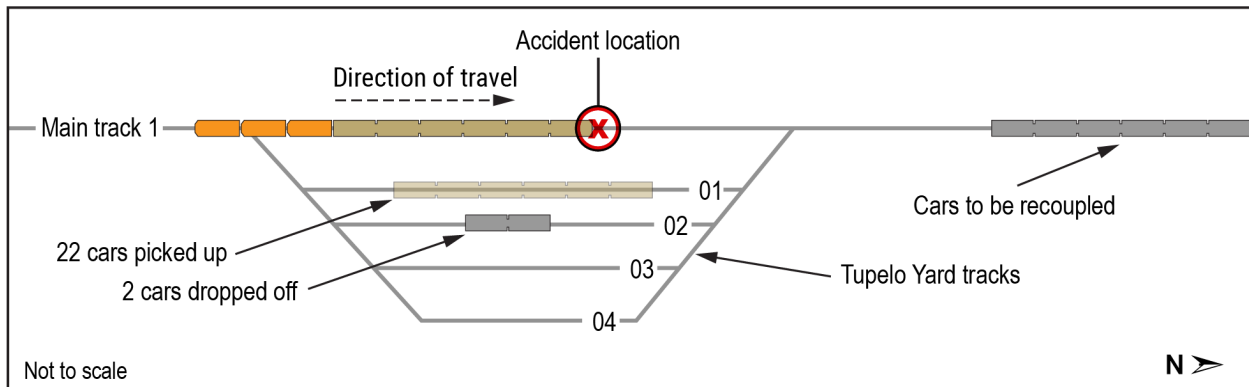 Accident location
Direction of travel
Main track 1
X
01
Cars to be recoupled
02
22 cars picked up
03
Tupelo Yard tracks
2 cars dropped off
04
Not to scale
N